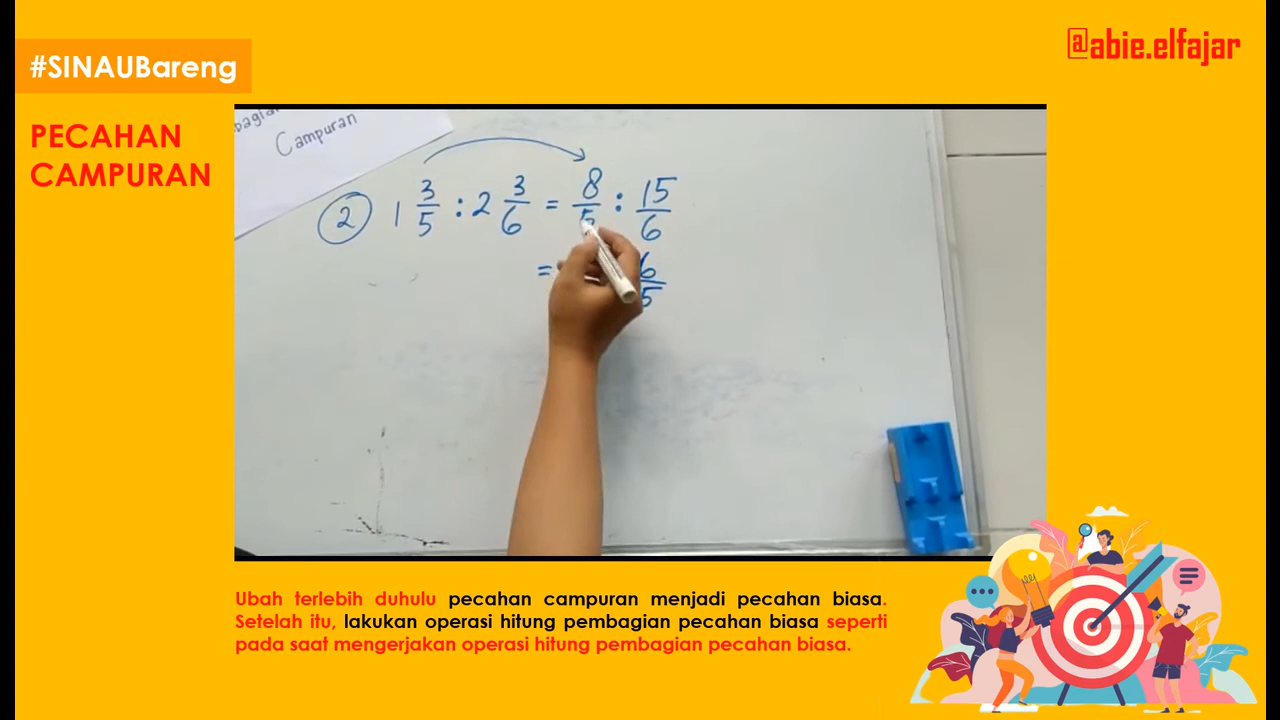 #SINAUBareng
@abie.elfajar
PECAHAN
CAMPURAN
Campuran
2 1 3/5 : 2 3/6 = 8/5 : 15/6
=
Ubah terlebih duhulu pecahan campuran menjadi pecahan biasa.
Setelah itu, lakukan operasi hitung pembagian pecahan biasa seperti
pada saat mengerjakan operasi hitung pembagian pecahan biasa.